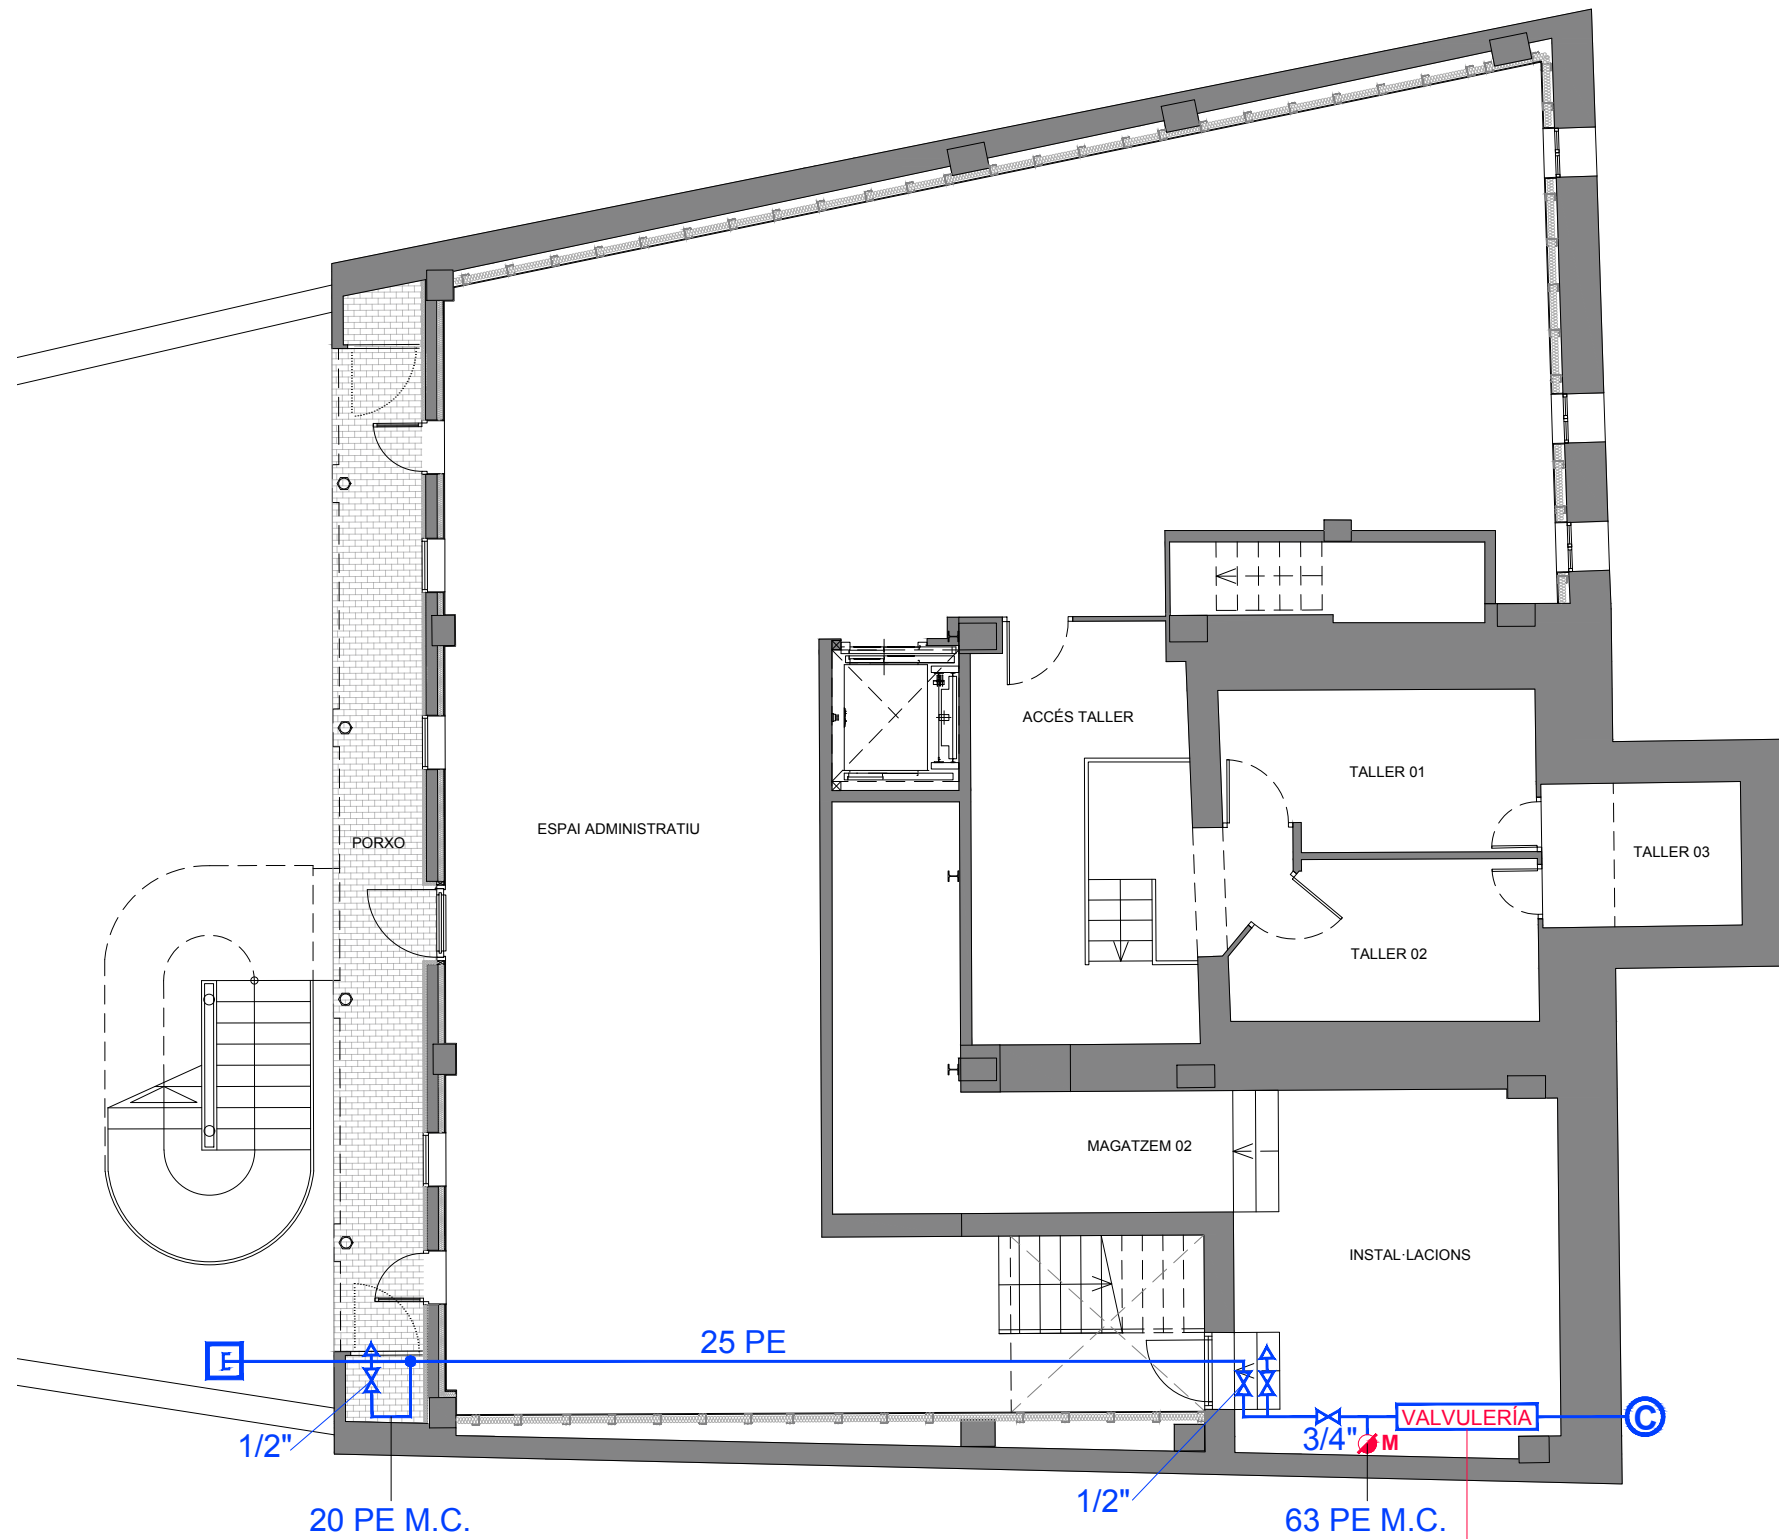 ACCÉS TALLER
TALLER 01
ESPAI ADMINISTRATIU
PORXO
TALLER 03
TALLER 02
MAGATZEM 02
INSTAL·LACIONS
25 PE
E
VALVULERÍA
C
3/4"
M
1/2"
1/2"
20 PE M.C.
63 PE M.C.